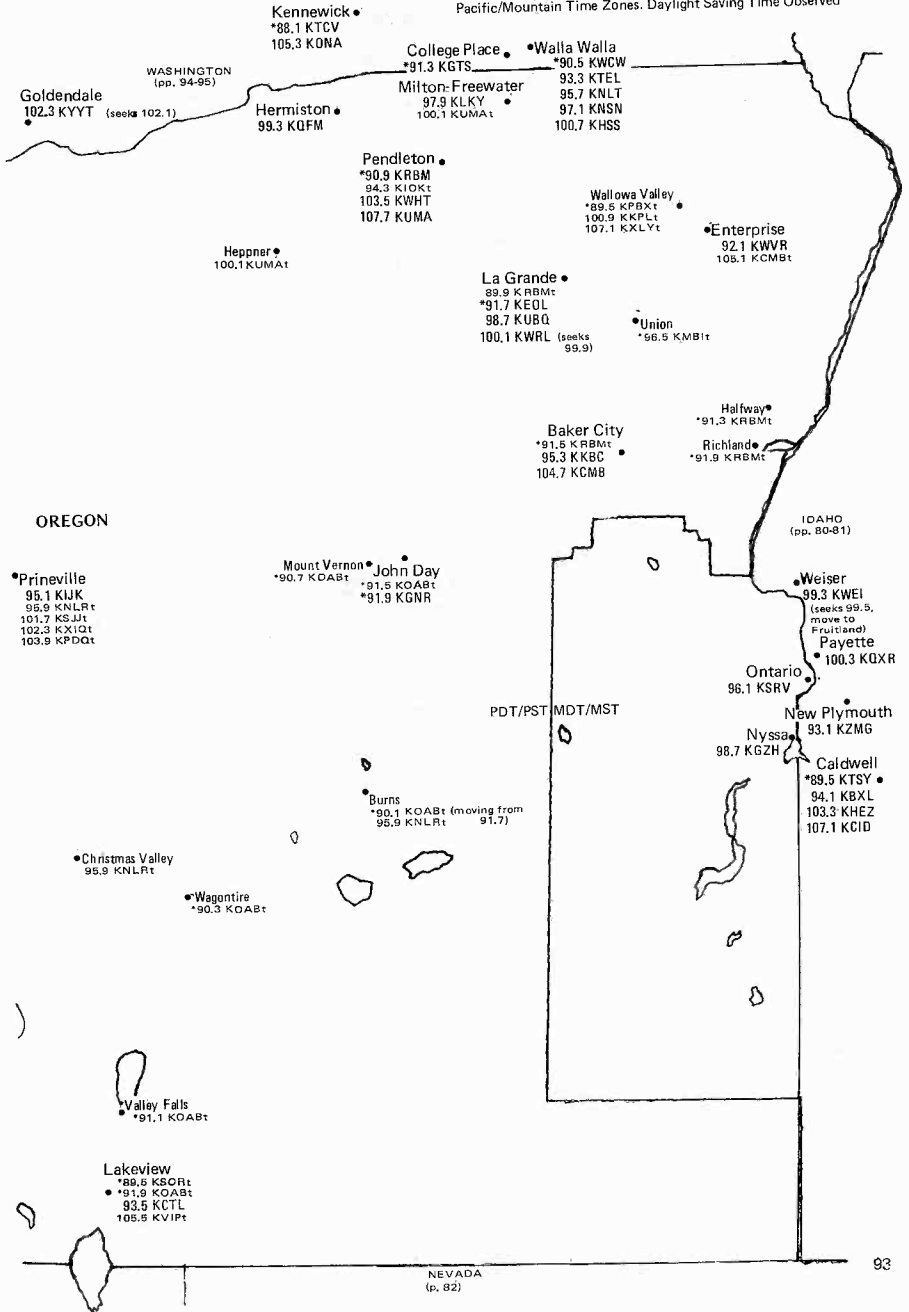 Pacific/Mountain Time Zones. Daylight Saving Time Observed
Kennewick
*88.1 KTCV
105.3 KONA
College Place
*91.3 KGTS
Walla Walla
*90.5 KWCW
93.3 KTEL
95.7 KNLT
97.1 KNSN
100.7 KHSS
WASHINGTON
(pp. 94-95)
Goldendale
102.3 KYYT (seeks 102.1)
Hermiston
99.3 KQFM
Milton-Freewater
97.9 KLKY
100.1 KUMAt
Pendleton
*90.9 KRBM
94.3 KIOKt
103.5 KWHT
107.7 KUMA
Wallowa Valley
*89.5 KPBXt
100.9 KKPLt
107.1 KXLYt
Enterprise
92.1 KWVR
105.1 KCMBt
Heppner
100.1 KUMAt
La Grande
89.9 KRBMt
*91.7 KEOL
98.7 KUBQ
100.1 KWRL (seeks
99.9)
Union
*96.5 KMBIt
Halfway
*91.3 KRBMt
Richland
*91.9 KRBMt
Baker City
*91.5 KRBMt
95.3 KKBC
104.7 KCMB
OREGON
IDAHO
(pp. 80-81)
Prineville
95.1 KIJK
95.9 KNLRt
101.7 KSJJt
102.3 KXIQt
103.9 KPDQt
Mount Vernon
*90.7 KOABt
John Day
*91.5 KOABt
*91.9 KGNR
Weiser
99.3 KWEI
(seeks 99.5,
move to
Fruitland)
Payette
100.3 KQXR
Ontario
96.1 KSRV
PDT/PST MDT/MST
New Plymouth
93.1 KZMG
Nyssa
98.7 KGZH
Caldwell
*89.5 KTSY
94.1 KBXL
103.3 KHEZ
107.1 KCID
Burns
*90.1 KOABt (moving from
95.9 KNLRt 91.7)
Christmas Valley
95.9 KNLRt
Wagontire
*90.3 KOABt
Valley Falls
*91.1 KOABt
Lakeview
*89.5 KSORt
*91.9 KOABt
93.5 KCTL
105.5 KVIPt
NEVADA
(p. 82)
93